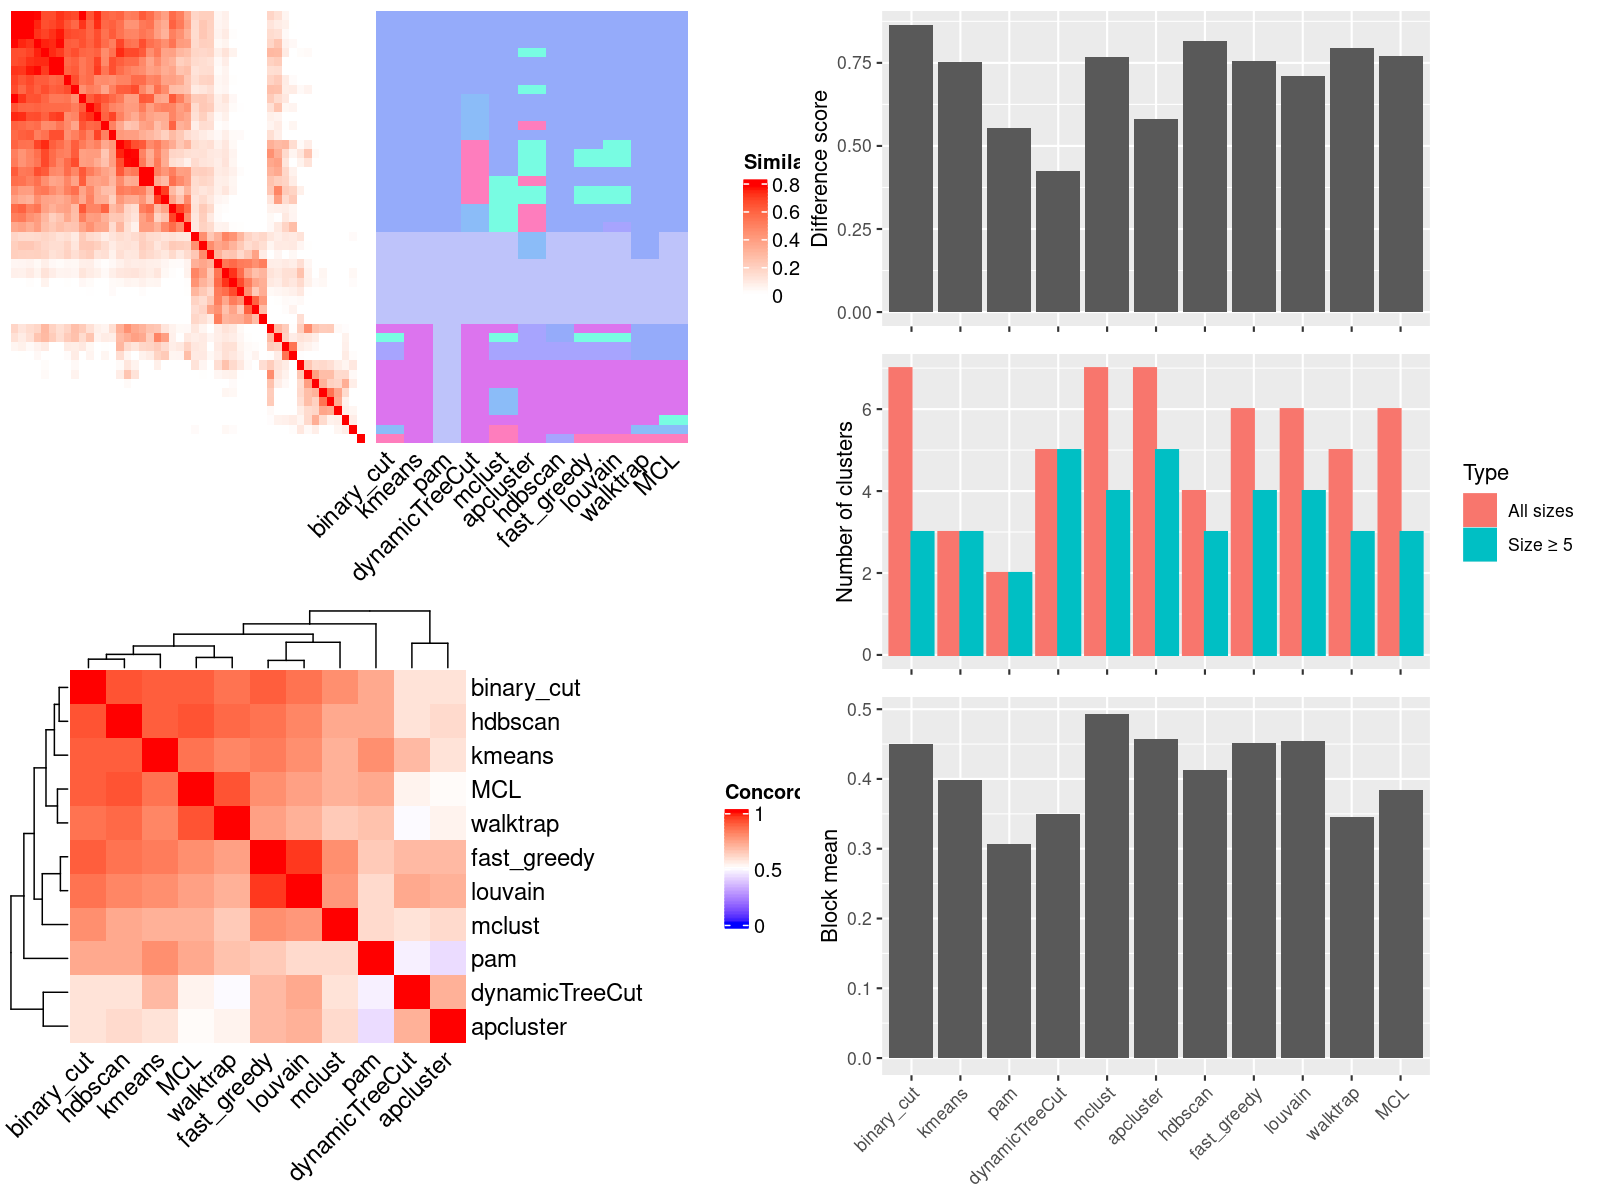 Simila
0.8
0.6
0.4
0.2
0
binary_cut
kmeans
pam
dynamicTreeCut
mclust
apcluster
hdbscan
fast_greedy
louvain
walktrap
MCL
binary_cut
hdbscan
kmeans
MCL
walktrap
fast_greedy
louvain
mclust
pam
dynamicTreeCut
apcluster
binary_cut
hdbscan
kmeans
MCL
walktrap
fast_greedy
louvain
mclust
pam
dynamicTreeCut
apcluster
Concord
1
0.5
0
Difference score
0.75
0.50
0.25
0.00
Number of clusters
6
4
2
0
Type
All sizes
Size ≥ 5
Block mean
0.5
0.4
0.3
0.2
0.1
0.0
binary_cut
kmeans
pam
dynamicTreeCut
mclust
apcluster
hdbscan
fast_greedy
louvain
walktrap
MCL